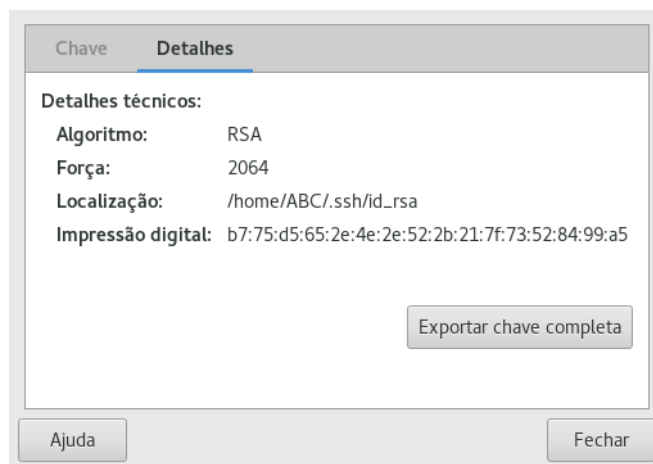 Chave Detalhes
Detalhes técnicos:
Algoritmo: RSA
Força: 2064
Localização: /home/ABC/.ssh/id_rsa
Impressão digital: b7:75:d5:65:2e:4e:2e:52:2b:21:7f:73:52:84:99:a5
Exportar chave completa
Ajuda Fechar